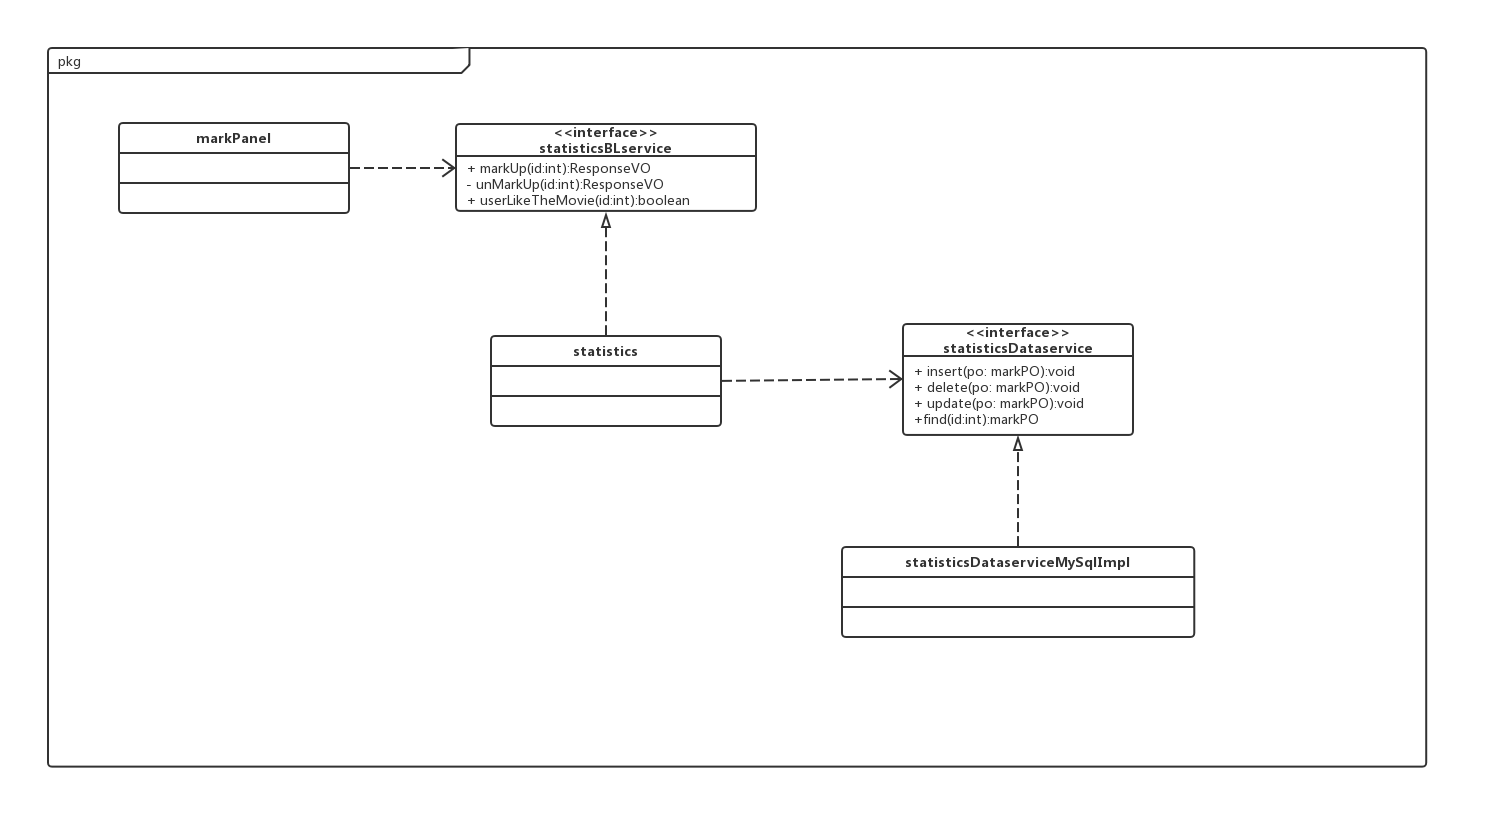 pkg
markPanel
<<interface>>
statisticsBLservice
+ markUp(id:int):ResponseVO
- unMarkUp(id:int):ResponseVO
+ userLikeTheMovie(id:int):boolean
statistics
<<interface>>
statisticsDataservice
+ insert(po: markPO):void
+ delete(po: markPO):void
+ update(po: markPO):void
+find(id:int):markPO
statisticsDataserviceMySqlImpl